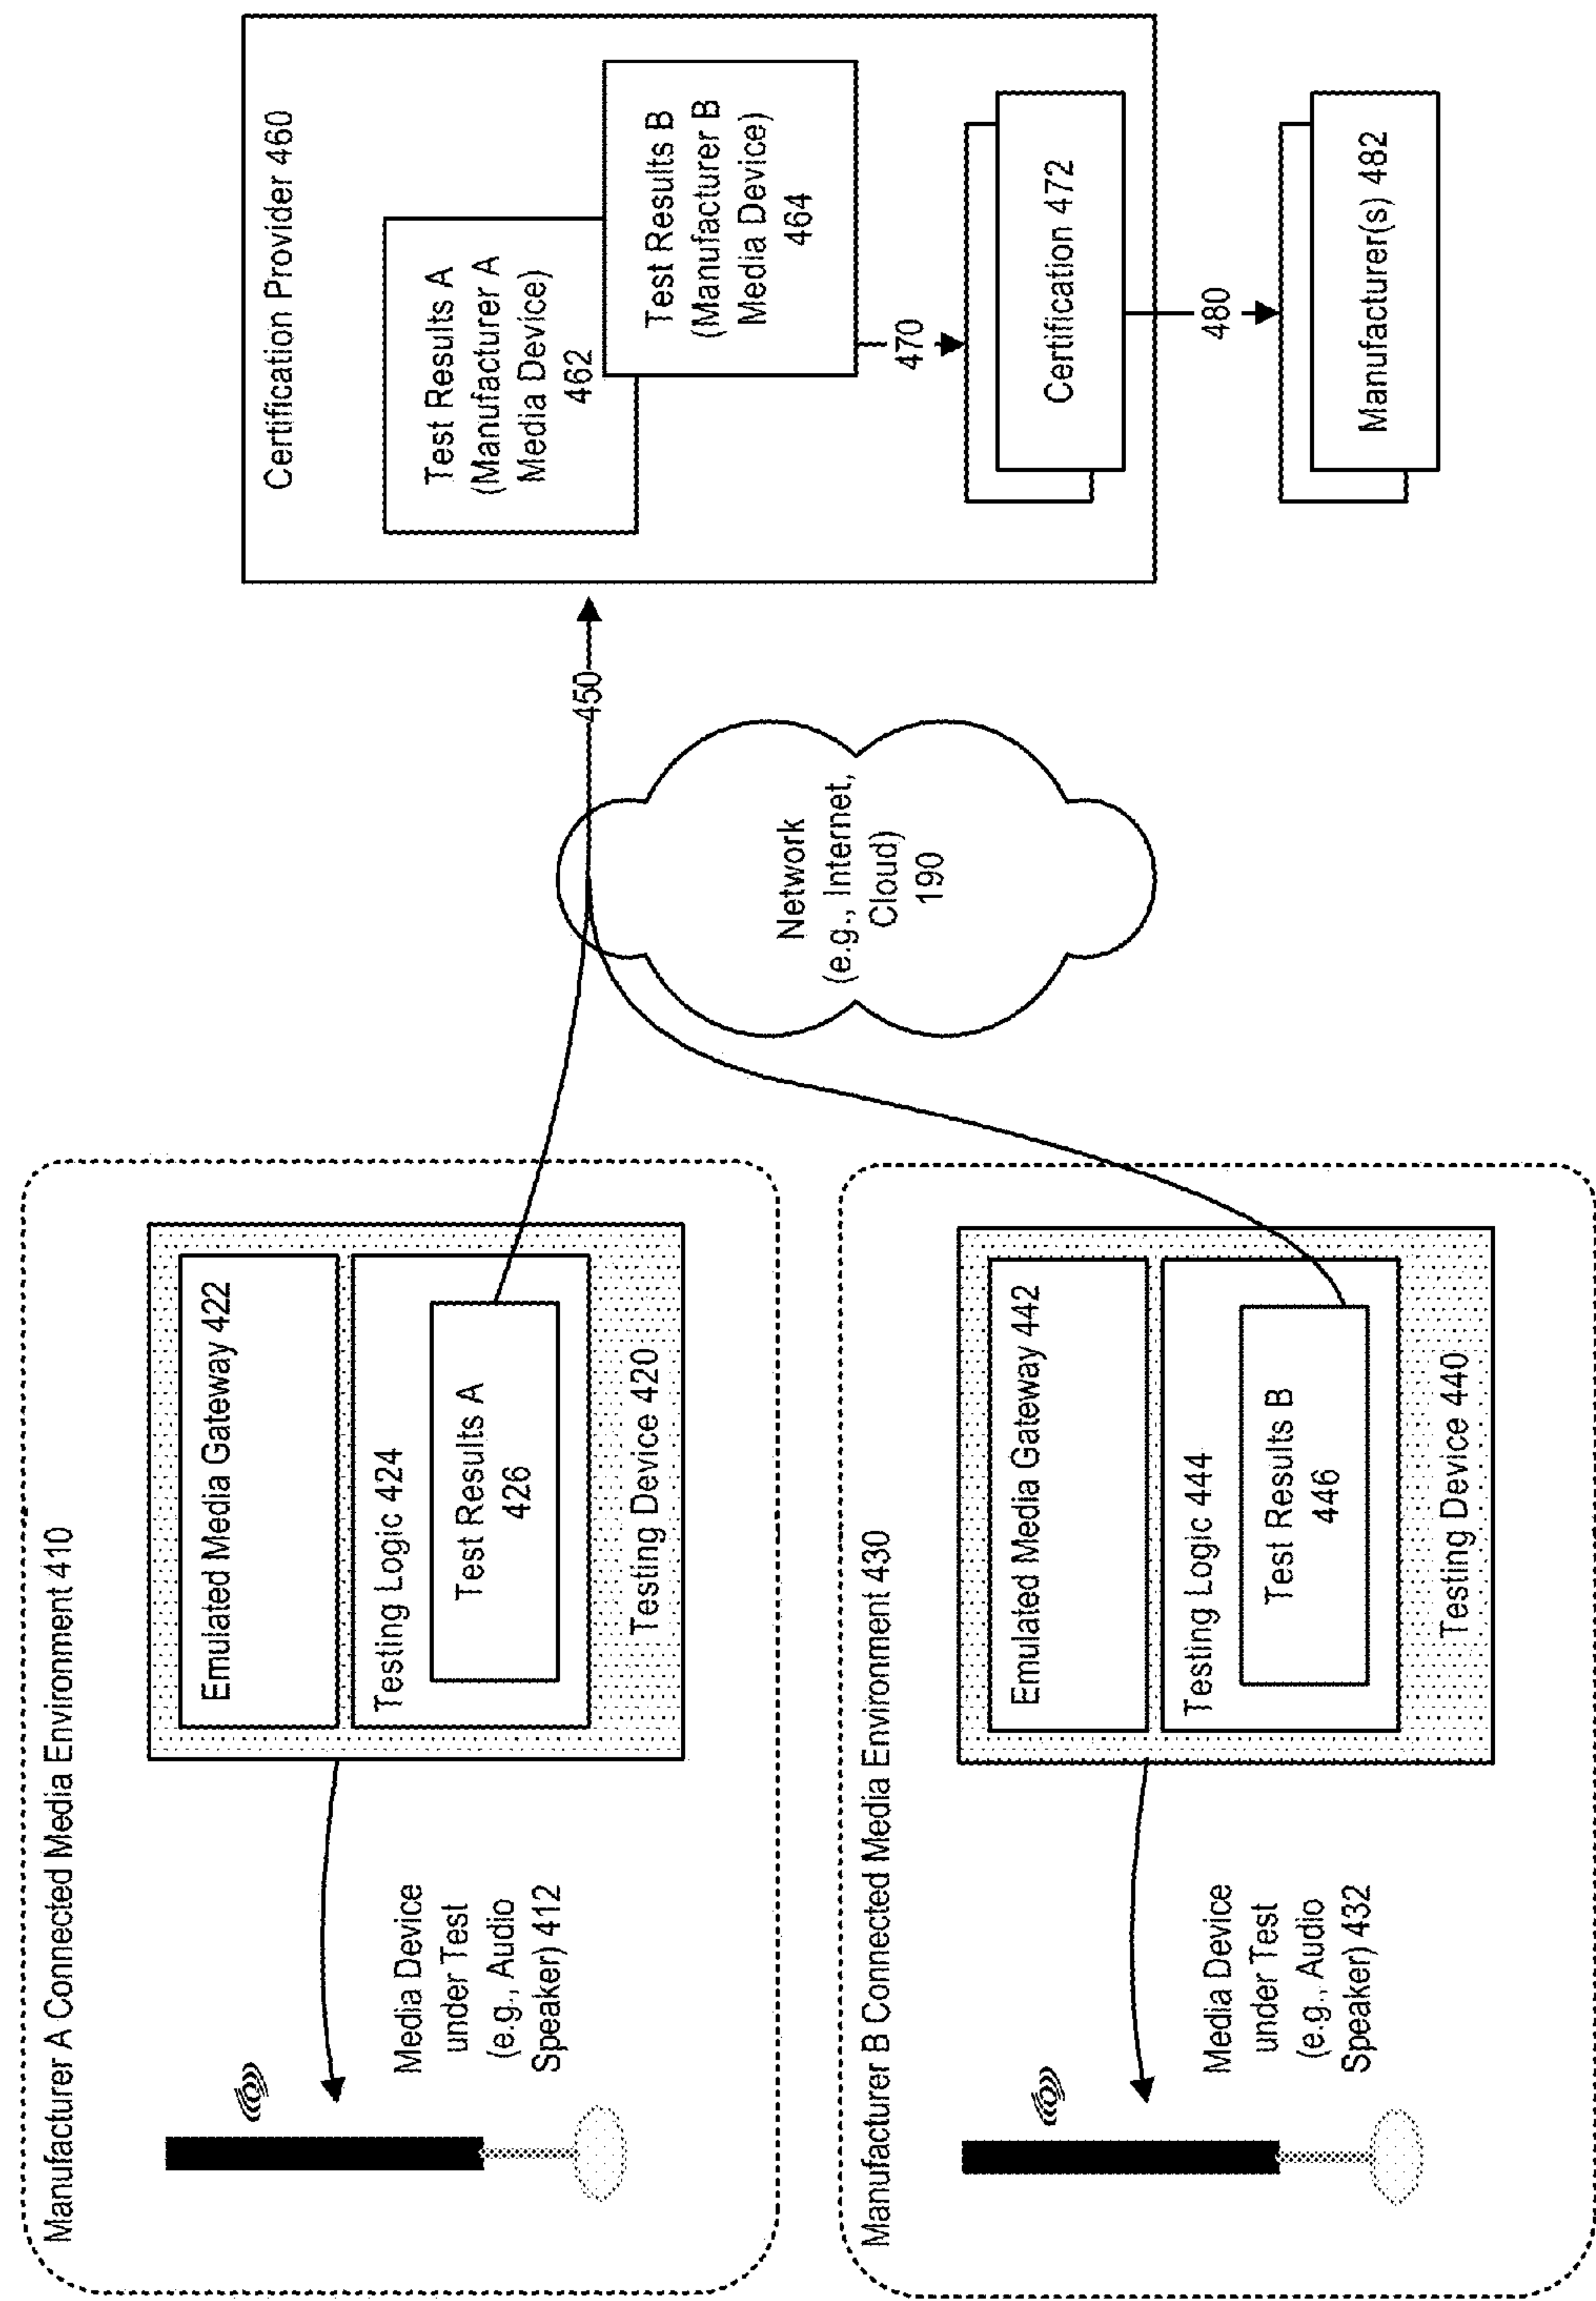 Manufacturer A Connected Media Environment 410
Emulated Media Gateway 422
Testing Logic 424
Test Results A
426
Testing Device 420
Media Device
under Test
(e.g., Audio
Speaker) 412
Manufacturer B Connected Media Environment 430
Emulated Media Gateway 442
Testing Logic 444
Test Results B
446
Testing Device 440
Media Device
under Test
(e.g., Audio
Speaker) 432
450
Network
(e.g., Internet,
Cloud)
190
Certification Provider 460
Test Results A
(Manufacturer A
Media Device)
462
Test Results B
(Manufacturer B
Media Device)
464
470
Certification 472
480
Manufacturer(s) 482